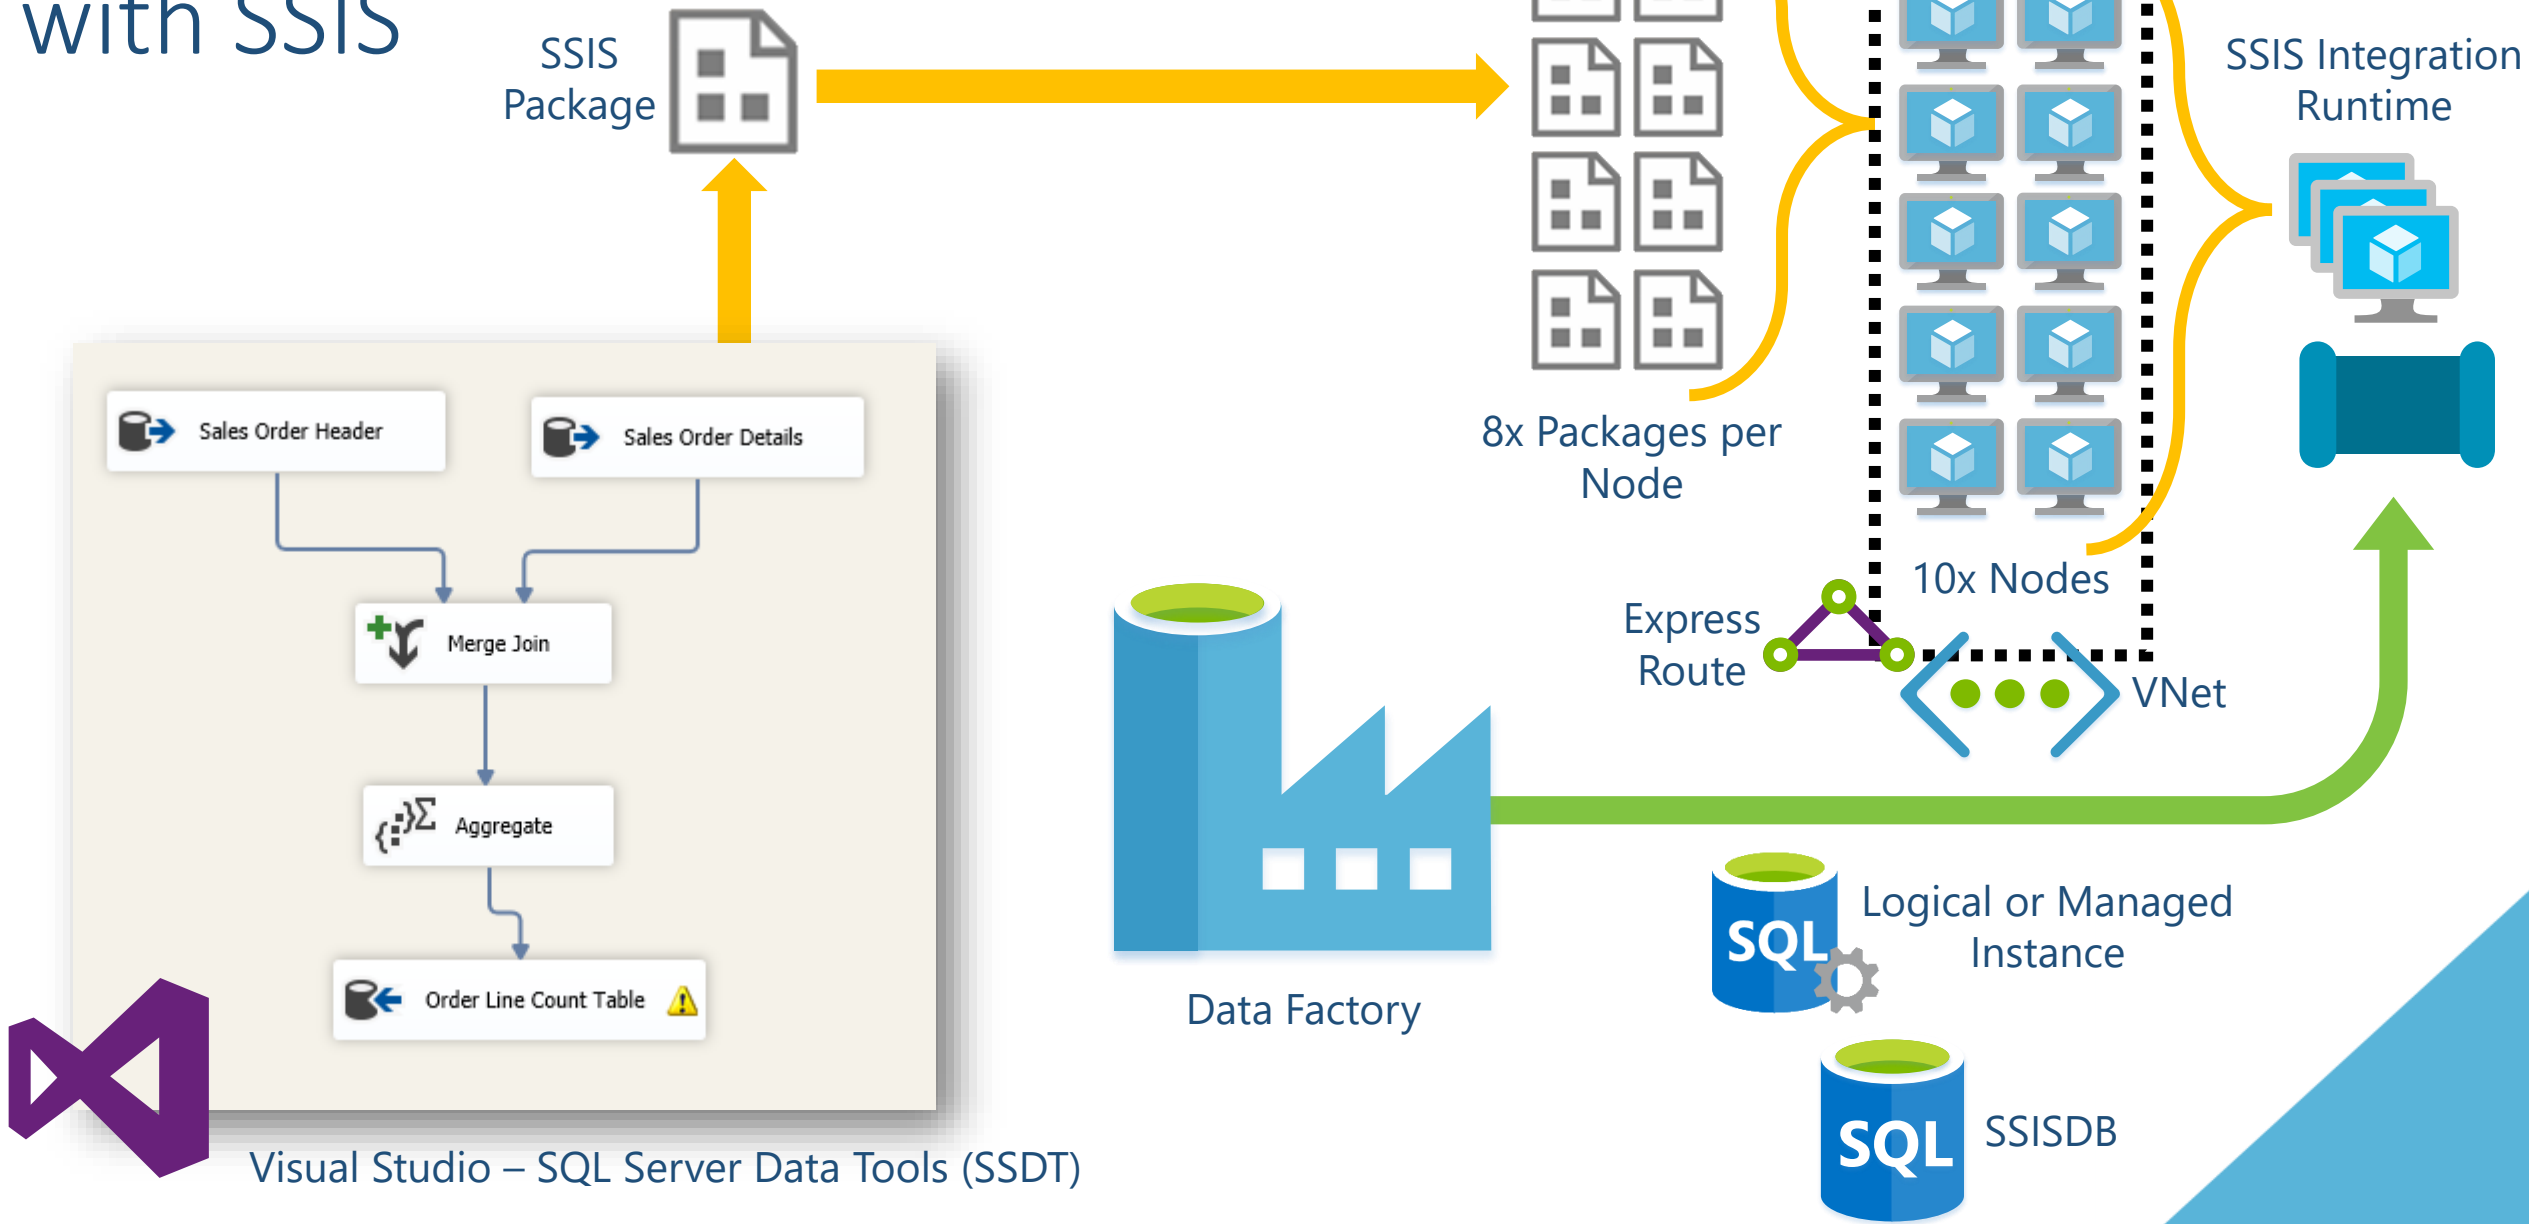 with SSIS
SSIS
Package
SSIS Integration
Runtime
Sales Order Header
Sales Order Details
Merge Join
Aggregate
Order Line Count Table
Visual Studio – SQL Server Data Tools (SSDT)
8x Packages per
Node
10x Nodes
Express
Route
VNet
Data Factory
SQL
Logical or Managed
Instance
SQL
SSISDB